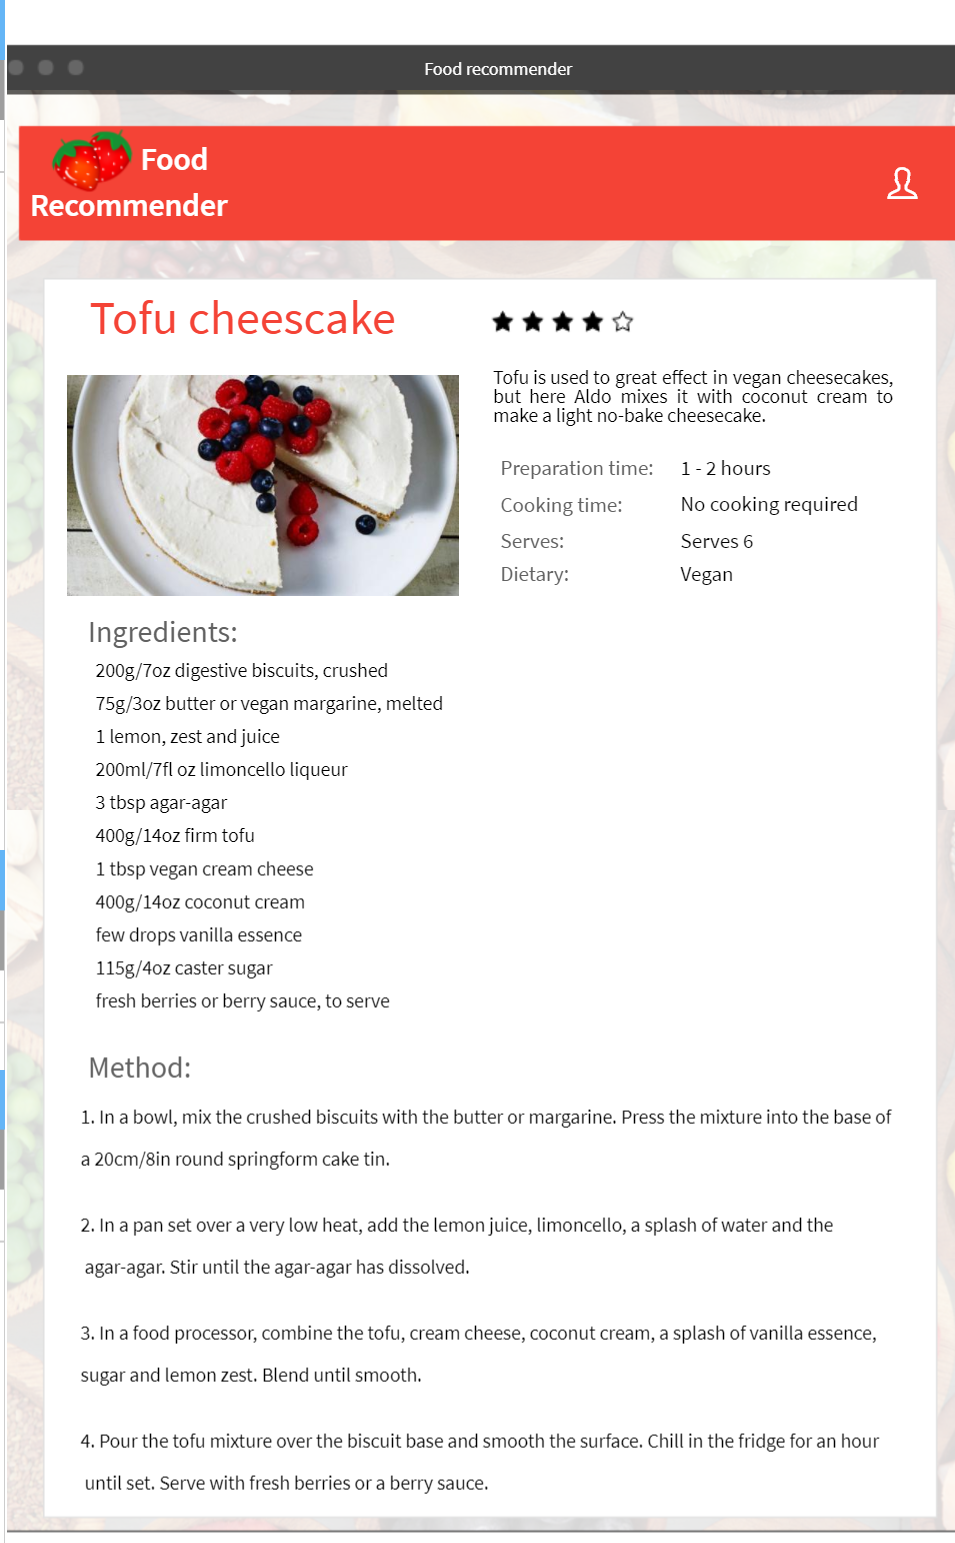 Food recommender
Food
Recommender
Tofu cheescake
Tofu is used to great effect in vegan cheesecakes,
but here Aldo mixes it with coconut cream to
make a light no-bake cheesecake.
Preparation time: 1 - 2 hours
Cooking time: No cooking required
Serves: Serves 6
Dietary: Vegan
Ingredients:
200g/7oz digestive biscuits, crushed
75g/3oz butter or vegan margarine, melted
1 lemon, zest and juice
200ml/7fl oz limoncello liqueur
3 tbsp agar-agar
400g/14oz firm tofu
1 tbsp vegan cream cheese
400g/14oz coconut cream
few drops vanilla essence
115g/4oz caster sugar
fresh berries or berry sauce, to serve
Method:
1. In a bowl, mix the crushed biscuits with the butter or margarine. Press the mixture into the base of
a 20cm/8in round springform cake tin.
2. In a pan set over a very low heat, add the lemon juice, limoncello, a splash of water and the
agar-agar. Stir until the agar-agar has dissolved.
3. In a food processor, combine the tofu, cream cheese, coconut cream, a splash of vanilla essence,
sugar and lemon zest. Blend until smooth.
4. Pour the tofu mixture over the biscuit base and smooth the surface. Chill in the fridge for an hour
until set. Serve with fresh berries or a berry sauce.